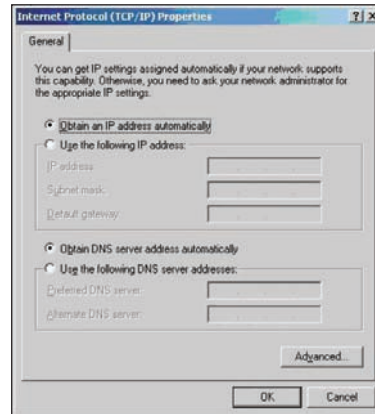 Internet Protocol (TCP/IP) Properties
General
You can get IP settings assigned automatically if your network supports
this capability. Otherwise, you need to ask your network administrator for
the appropriate IP settings.
Obtain an IP address automatically
Use the following IP address:
IP address:
Subnet mask:
Default gateway:
Obtain DNS server address automatically
Use the following DNS server addresses:
Preferred DNS server:
Alternate DNS server:
Advanced...
OK Cancel